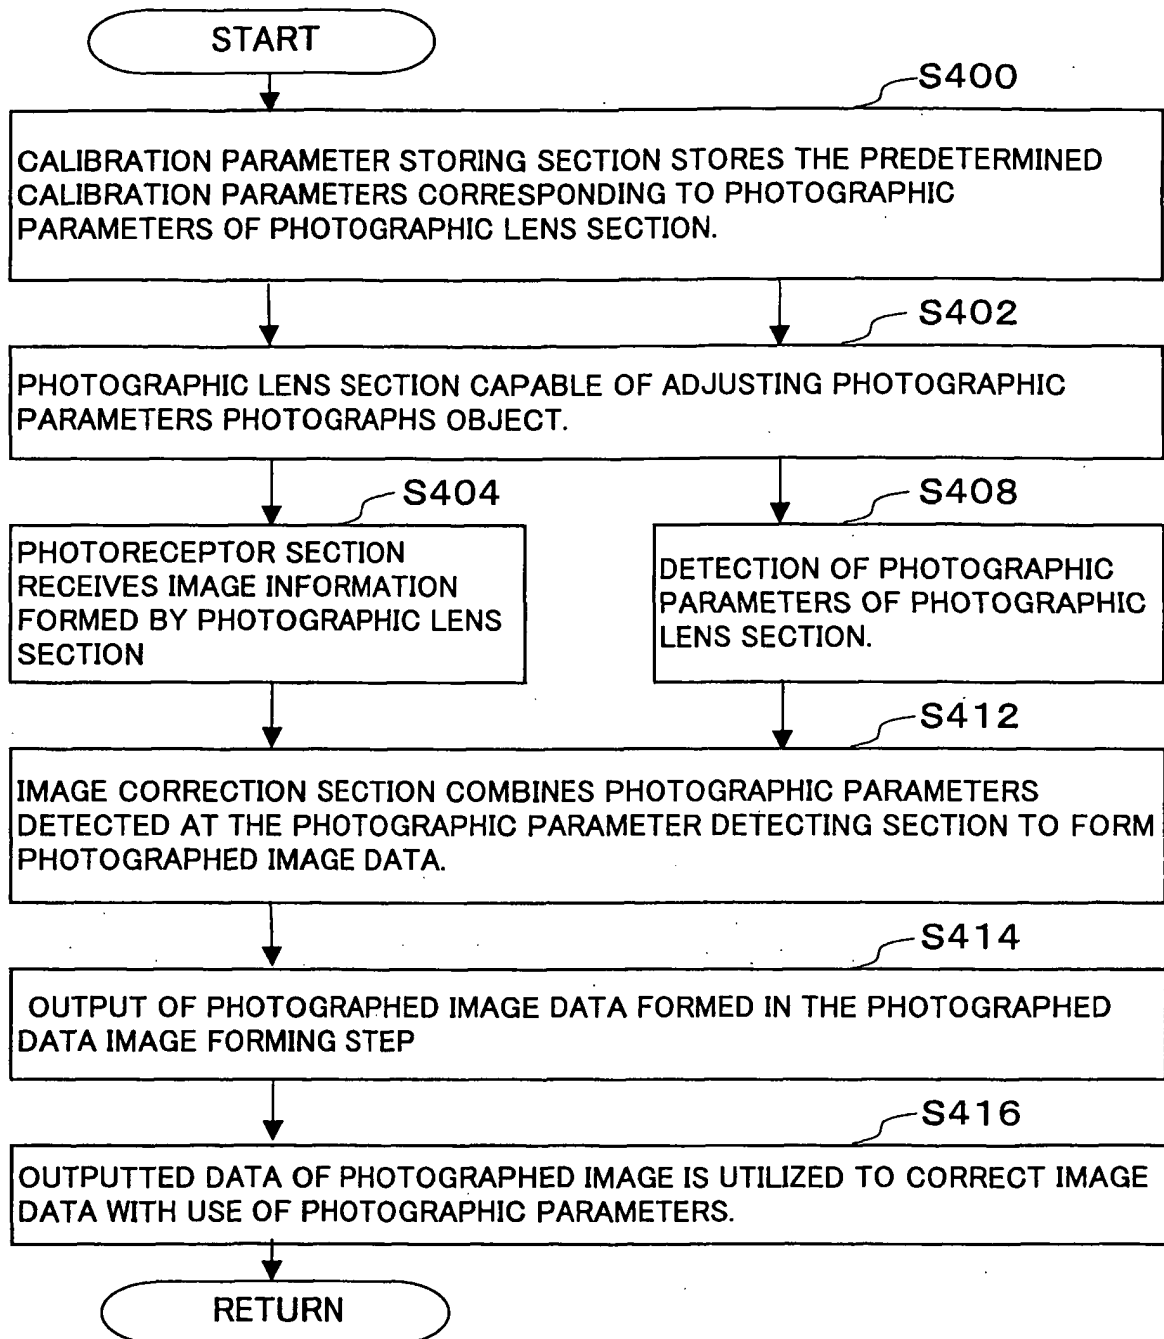 START
S400
CALIBRATION PARAMETER STORING SECTION STORES THE PREDETERMINED
CALIBRATION PARAMETERS CORRESPONDING TO PHOTOGRAPHIC
PARAMETERS OF PHOTOGRAPHIC LENS SECTION.
S402
PHOTOGRAPHIC LENS SECTION CAPABLE OF ADJUSTING PHOTOGRAPHIC
PARAMETERS PHOTOGRAPHS OBJECT.
S404
PHOTORECEPTOR SECTION
RECEIVES IMAGE INFORMATION
FORMED BY PHOTOGRAPHIC LENS
SECTION
S408
DETECTION OF PHOTOGRAPHIC
PARAMETERS OF PHOTOGRAPHIC
LENS SECTION.
S412
IMAGE CORRECTION SECTION COMBINES PHOTOGRAPHIC PARAMETERS
DETECTED AT THE PHOTOGRAPHIC PARAMETER DETECTING SECTION TO FORM
PHOTOGRAPHED IMAGE DATA.
S414
OUTPUT OF PHOTOGRAPHED IMAGE DATA FORMED IN THE PHOTOGRAPHED
DATA IMAGE FORMING STEP
S416
OUTPUTTED DATA OF PHOTOGRAPHED IMAGE IS UTILIZED TO CORRECT IMAGE
DATA WITH USE OF PHOTOGRAPHIC PARAMETERS.
RETURN